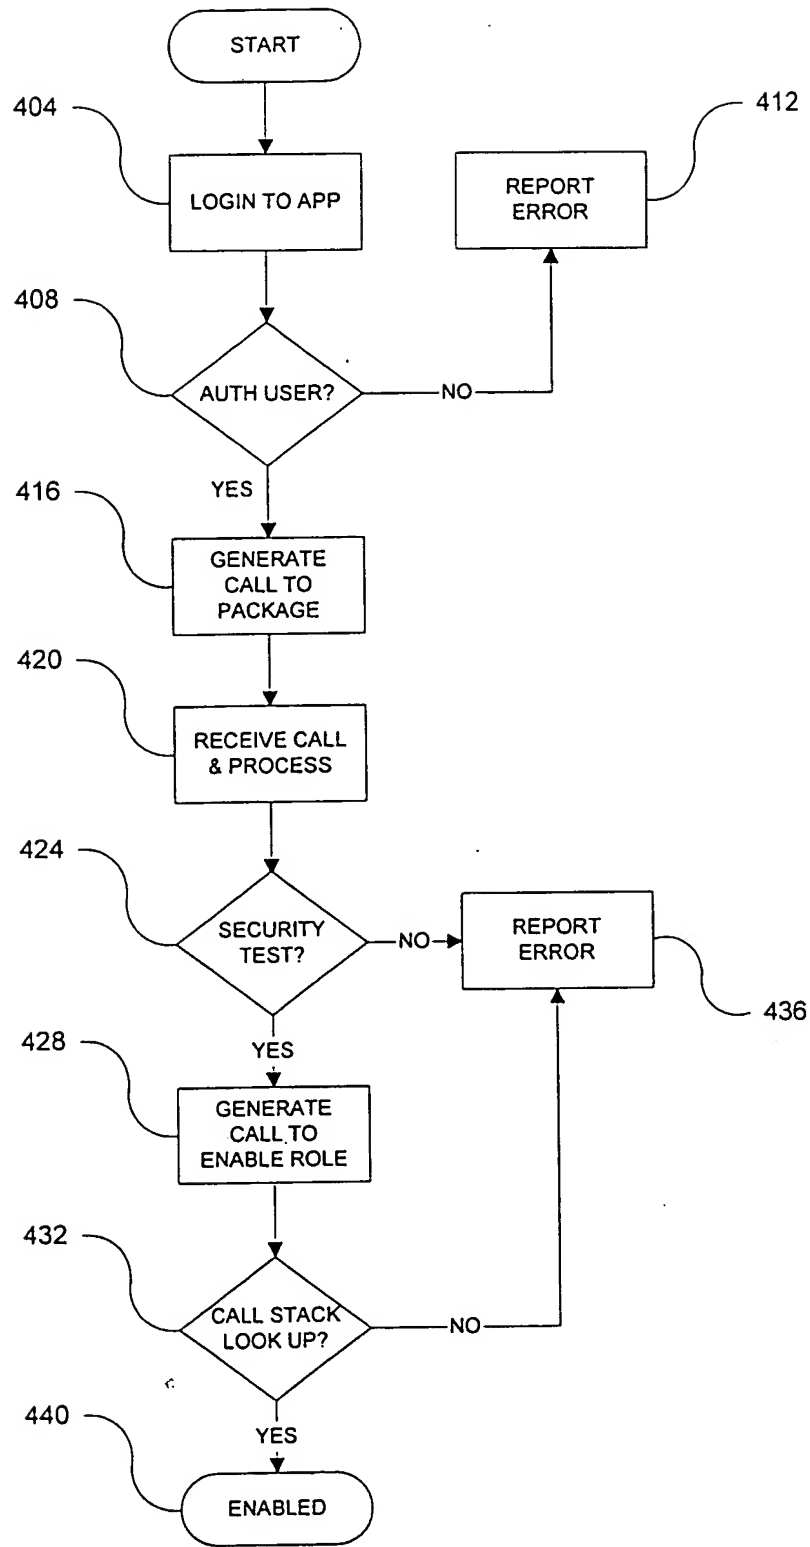 START
404
LOGIN TO APP
412
REPORT
ERROR
408
AUTH USER?
NO
YES
416
GENERATE
CALL TO
PACKAGE
420
RECEIVE CALL
& PROCESS
424
SECURITY
TEST?
NO
REPORT
ERROR
436
YES
428
GENERATE
CALL TO
ENABLE ROLE
432
CALL STACK
LOOK UP?
NO
YES
440
ENABLED